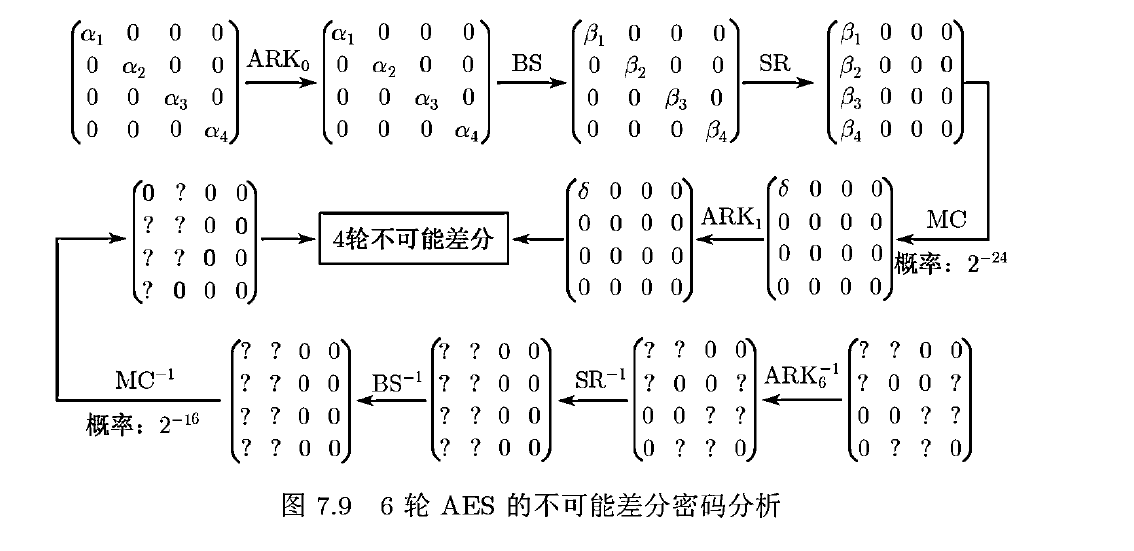 α₁ 0 0 0 α₁ 0 0 0 β₁ 0 0 0 β₁ 0 0 0
0 α₂ 0 0 ARK₀ 0 α₂ 0 0 BS 0 β₂ 0 0 SR β₂ 0 0 0
0 0 α₃ 0 0 0 α₃ 0 0 0 β₃ 0 β₃ 0 0 0
0 0 0 α₄ 0 0 0 α₄ 0 0 0 β₄ β₄ 0 0 0
0 ? 0 0 δ 0 0 0 δ 0 0 0
? ? 0 0 0 0 0 0 ARK₁ 0 0 0 0 MC
? ? 0 0 4轮不可能差分 0 0 0 0 0 0 0 0 概率：2⁻²⁴
? 0 0 0 0 0 0 0 0 0 0 0
? ? 0 0 ? ? 0 0 ? ? 0 0 ? ? 0 0
MC⁻¹ ? ? 0 0 BS⁻¹ ? ? 0 0 SR⁻¹ ? 0 0 ? ARK₆⁻¹ ? 0 0 ?
概率：2⁻¹⁶ ? ? 0 0 ? ? 0 0 0 0 ? ? 0 0 ? ?
? ? 0 0 ? ? 0 0 0 ? ? 0 0 ? ? 0
图 7.9 6 轮 AES 的不可能差分密码分析